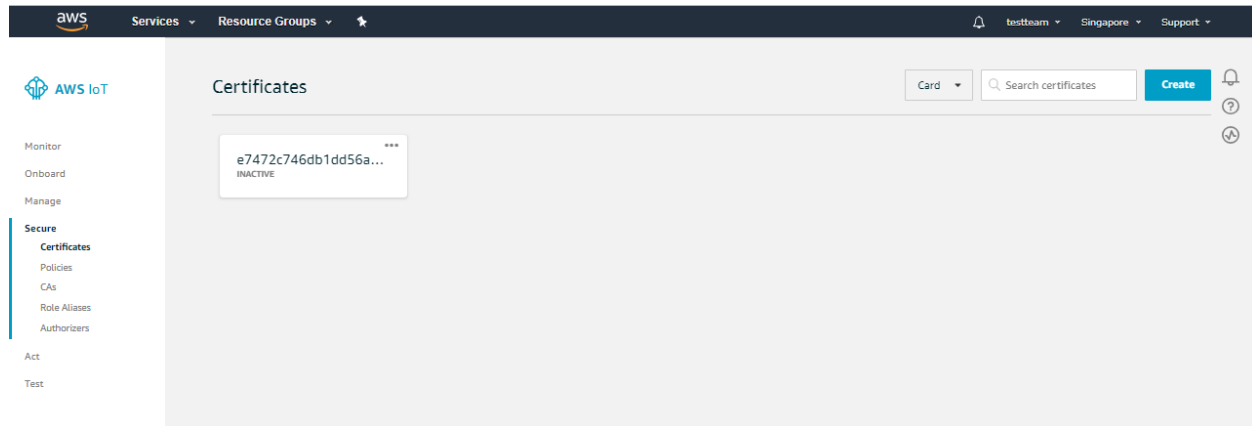 aws Services Resource Groups testteam Singapore Support
AWS IoT
Certificates
Card
Search certificates
Create
Monitor
Onboard
Manage
Secure
Certificates
Policies
CAs
Role Aliases
Authorizers
Act
Test
e7472c746db1dd56a...
INACTIVE